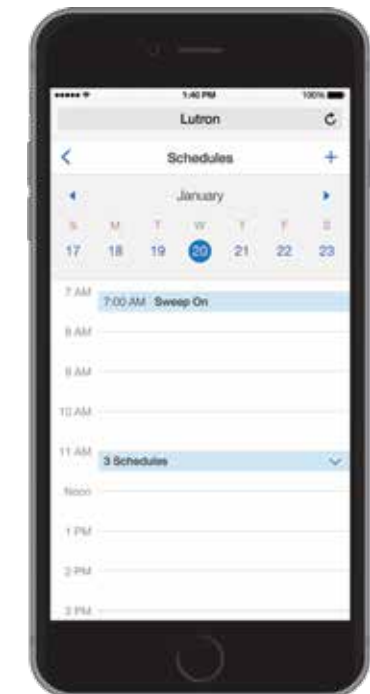 1:40 PM 100%
Lutron
Schedules +
January
S M T W T F S
17 18 19 20 21 22 23
7 AM
7:00 AM Sweep On
8 AM
9 AM
10 AM
11 AM
3 Schedules
Noon
1 PM
2 PM
3 PM